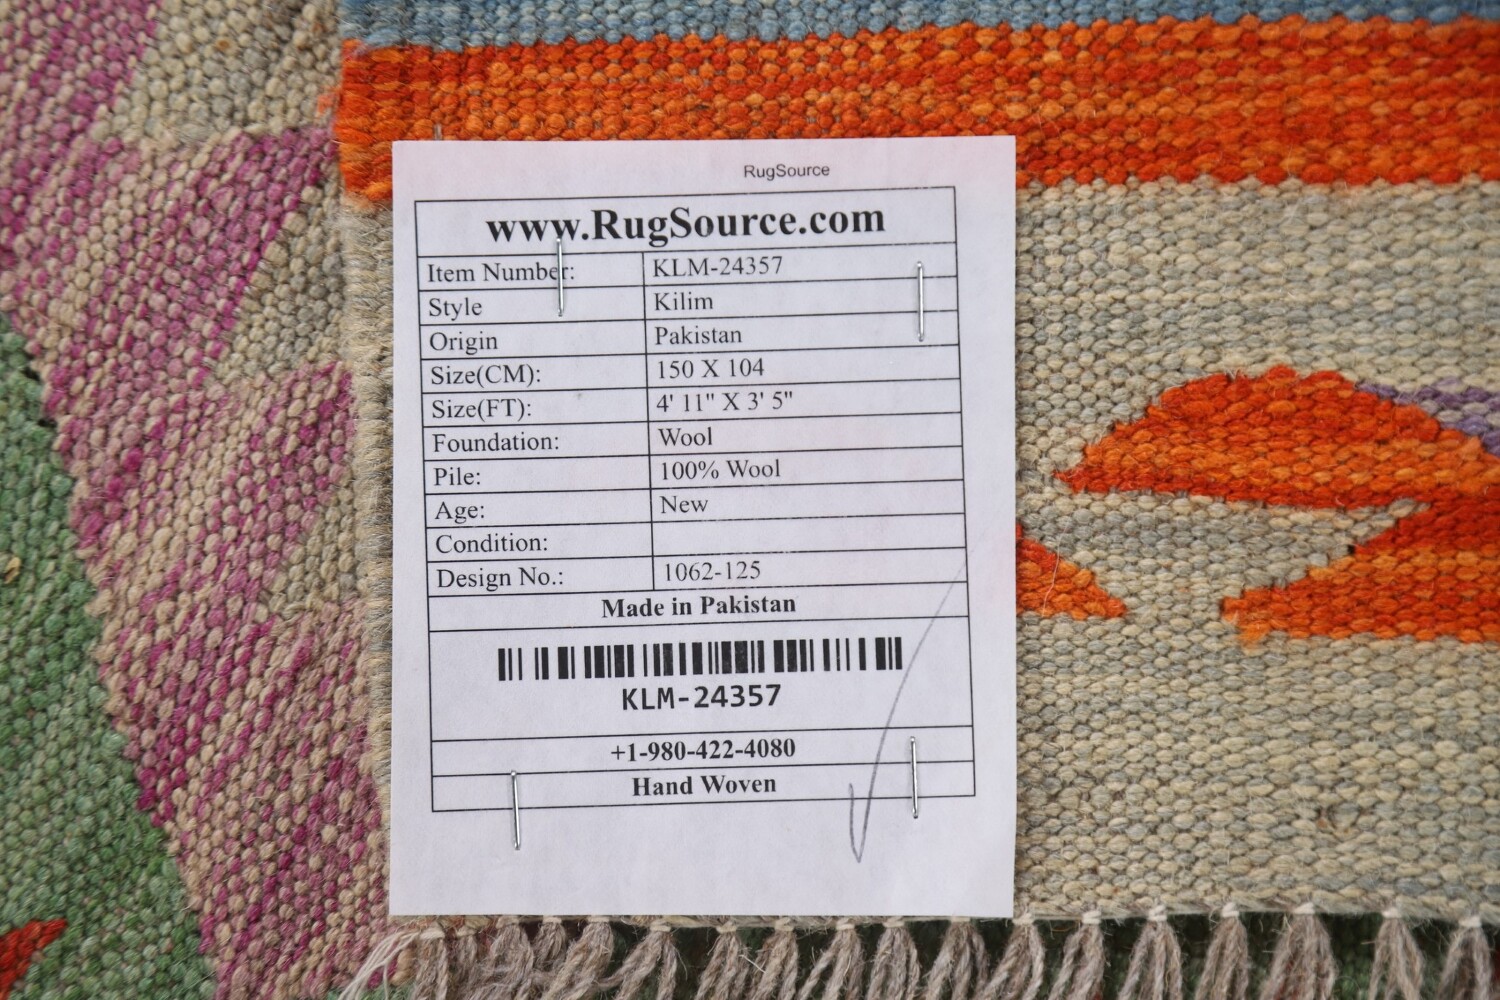 RugSource
www.RugSource.com
Item Number: KLM-24357
Style Kilim
Origin Pakistan
Size(CM): 150 X 104
Size(FT): 4' 11" X 3' 5"
Foundation: Wool
Pile: 100% Wool
Age: New
Condition:
Design No.: 1062-125
Made in Pakistan
KLM-24357
+1-980-422-4080
Hand Woven